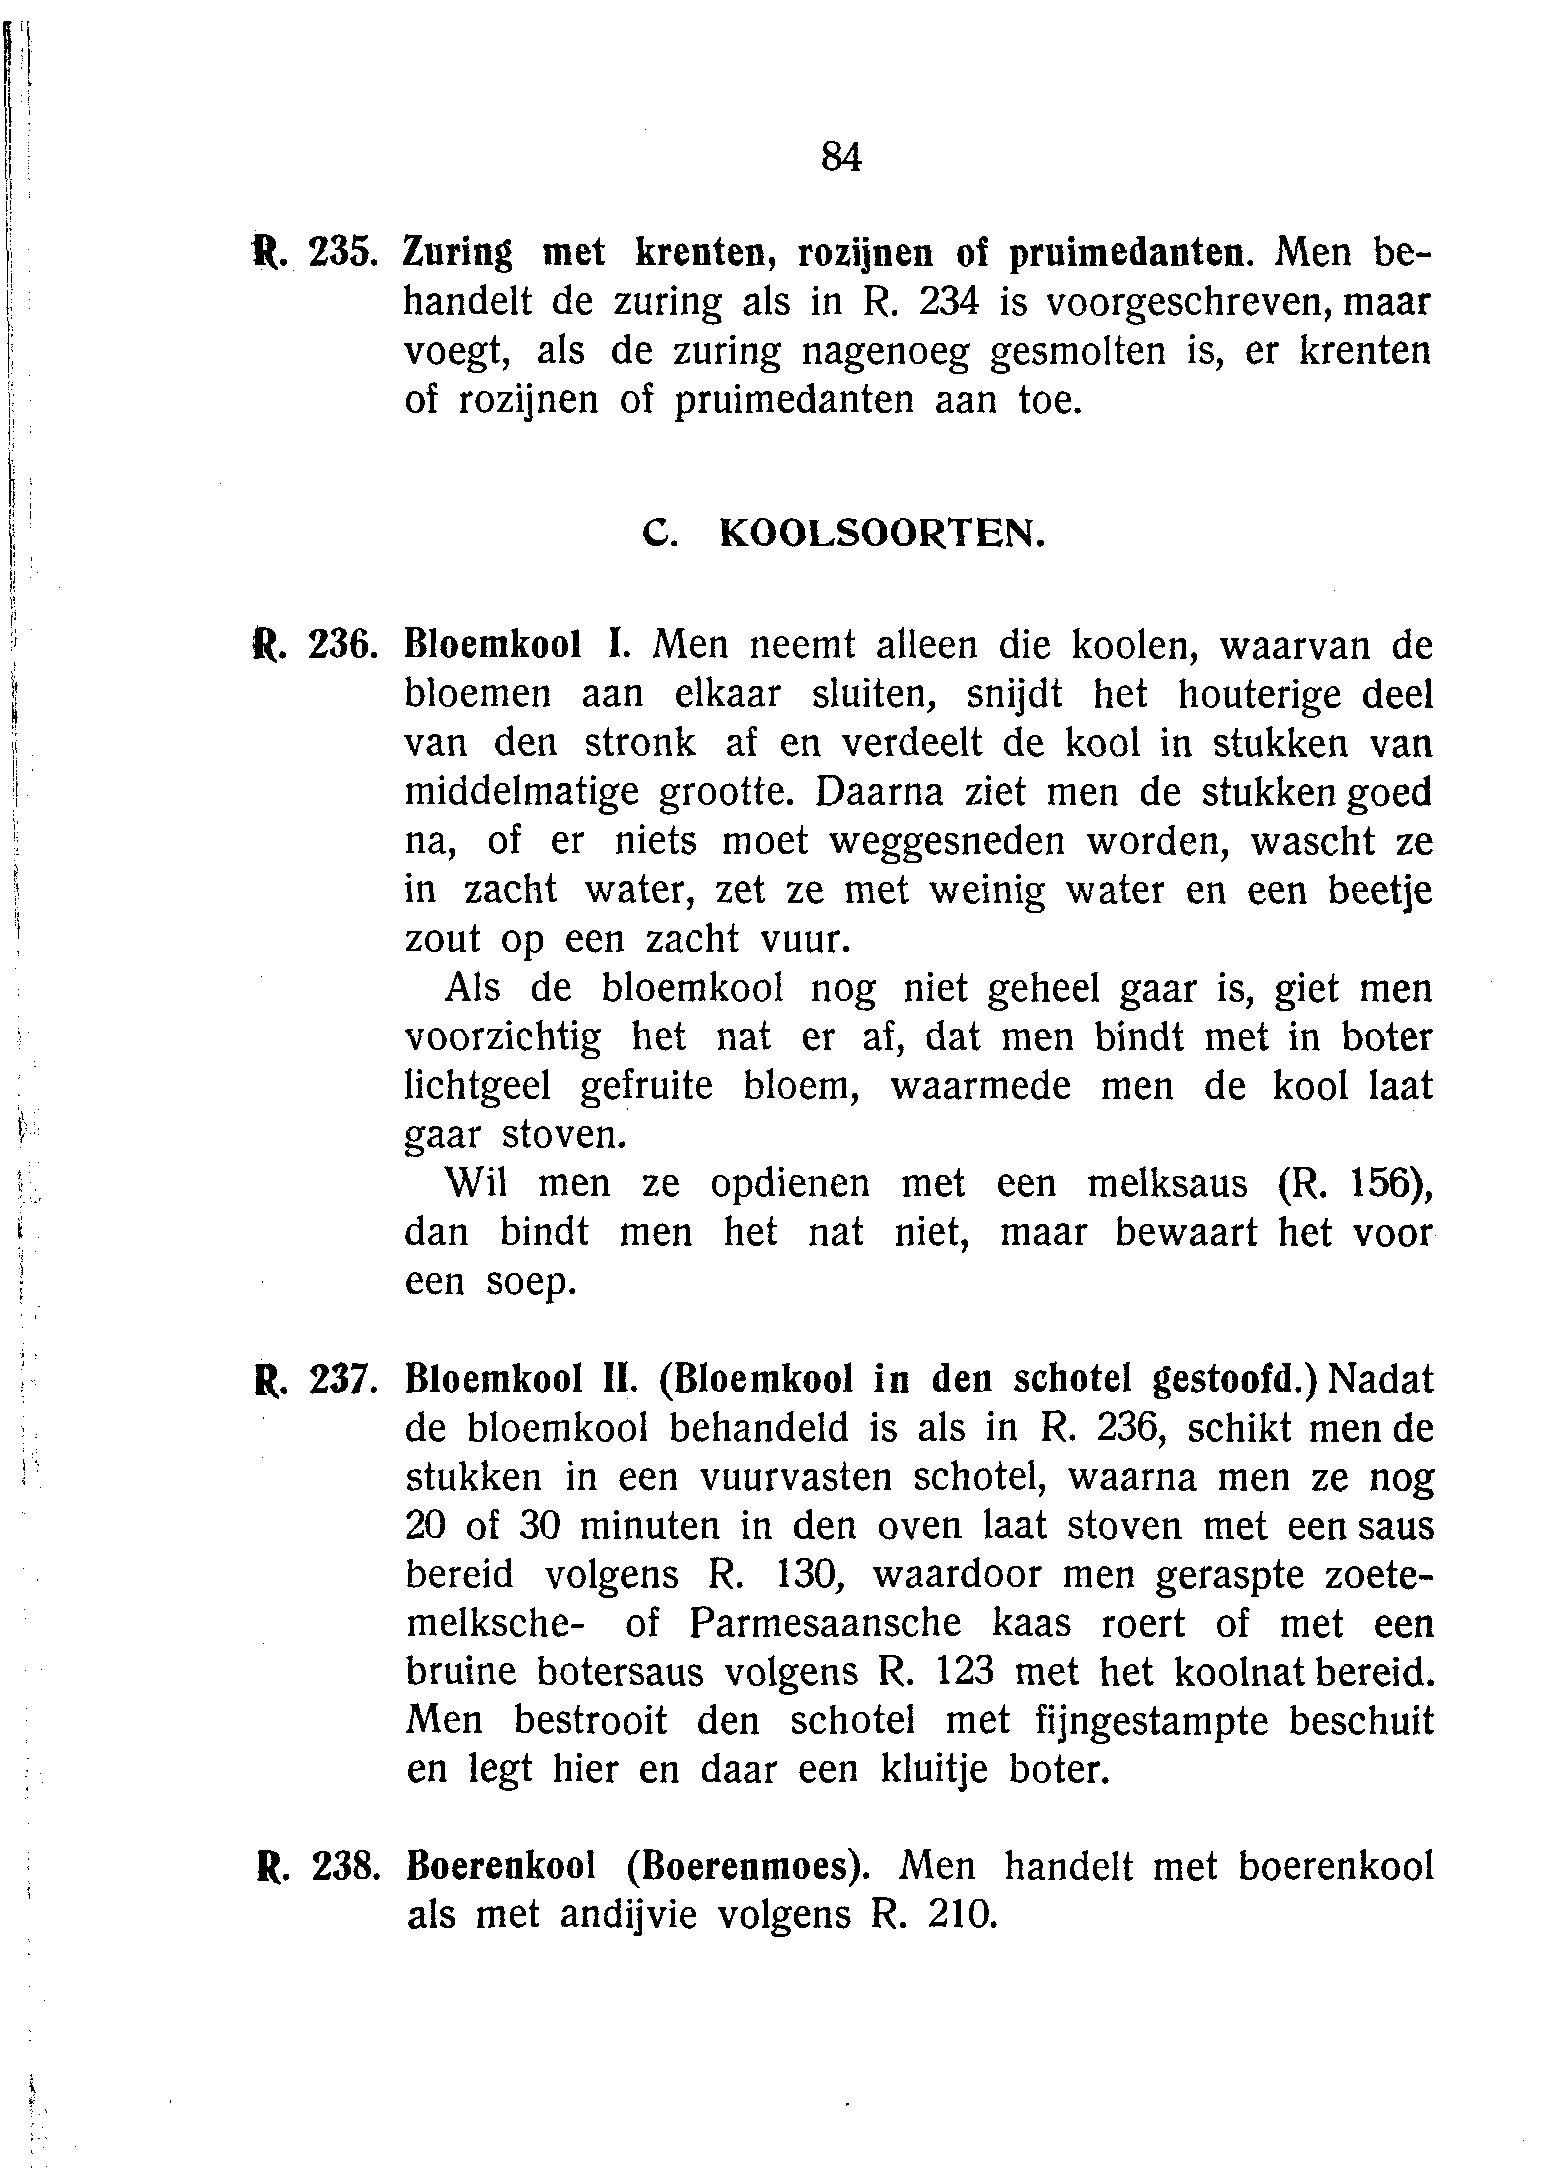 84
R. 235. Zuring met krenten, rozijnen of pruimedanten. Men be-
handelt de zuring als in R. 234 is voorgeschreven, maar
voegt, als de zuring nagenoeg gesmolten is, er krenten
of rozijnen of pruimedanten aan toe.
C. KOOLSOORTEN.
R. 236. Bloemkool I. Men neemt alleen die koolen, waarvan de
bloemen aan elkaar sluiten, snijdt het houterige deel
van den stronk af en verdeelt de kool in stukken van
middelmatige grootte. Daarna ziet men de stukken goed
na, of er niets moet weggesneden worden, wascht ze
in zacht water, zet ze met weinig water en een beetje
zout op een zacht vuur.
Als de bloemkool nog niet geheel gaar is, giet men
voorzichtig het nat er af, dat men bindt met in boter
lichtgeel gefruite bloem, waarmede men de kool laat
gaar stoven.
Wil men ze opdienen met een melksaus (R. 156),
dan bindt men het nat niet, maar bewaart het voor
een soep.
R. 237. Bloemkool II. (Bloemkool in den schotel gestoofd.) Nadat
de bloemkool behandeld is als in R. 236, schikt men de
stukken in een vuurvasten schotel, waarna men ze nog
20 of 30 minuten in den oven laat stoven met een saus
bereid volgens R. 130, waardoor men geraspte zoete-
melksche- of Parmesaansche kaas roert of met een
bruine botersaus volgens R. 123 met het koolnat bereid.
Men bestrooit den schotel met fijngestampte beschuit
en legt hier en daar een kluitje boter.
R. 238. Boerenkool (Boerenmoes). Men handelt met boerenkool
als met andijvie volgens R. 210.